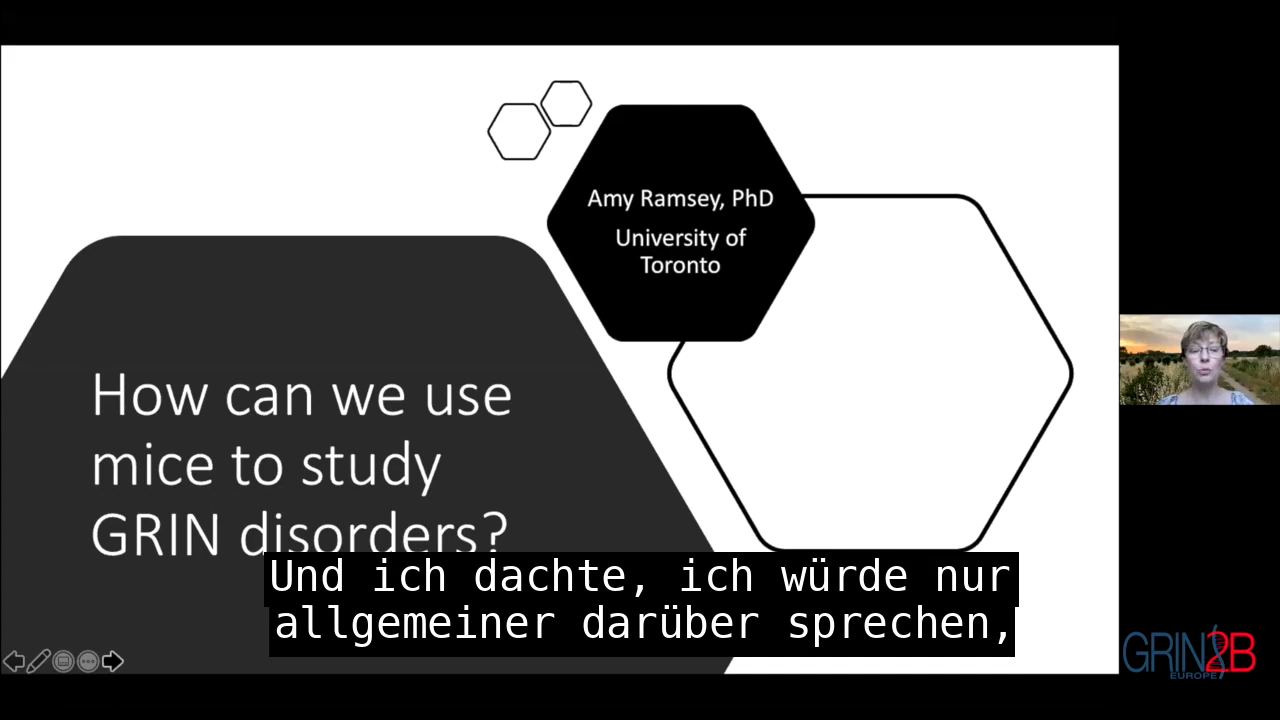 Amy Ramsey, PhD
University of
Toronto
How can we use
mice to study
GRIN disorders?
Und ich dachte, ich würde nur
allgemeiner darüber sprechen,
GRIN2B
EUROPE